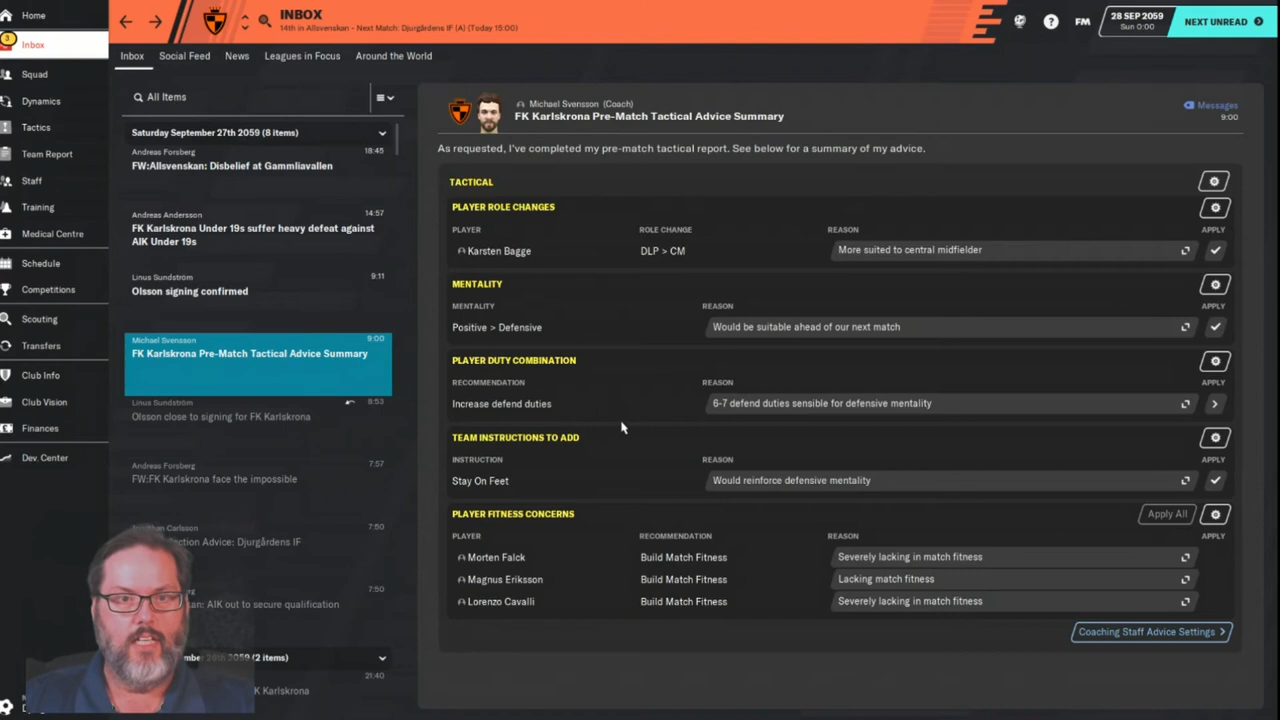 Home
INBOX
14th in Allsvenskan - Next Match: Djurgårdens IF (A) (Today 15:00)
FM
28 SEP 2059
Sun 0:00
NEXT UNREAD
3
Inbox
Squad
Dynamics
Tactics
Team Report
Staff
Training
Medical Centre
Schedule
Competitions
Scouting
Transfers
Club Info
Club Vision
Finances
Dev. Center
Inbox
Social Feed
News
Leagues in Focus
Around the World
All Items
Saturday September 27th 2059 (8 items)
Andreas Forsberg 18:45
FW:Allsvenskan: Disbelief at Gammliavallen
Andreas Andersson 14:57
FK Karlskrona Under 19s suffer heavy defeat against
AIK Under 19s
Linus Sundström 9:11
Olsson signing confirmed
Michael Svensson 9:00
FK Karlskrona Pre-Match Tactical Advice Summary
Linus Sundström 8:53
Olsson close to signing for FK Karlskrona
Andreas Forsberg 7:57
FW:FK Karlskrona face the impossible
Carlsson 7:50
Advice: Djurgårdens IF
7:50
AIK out to secure qualification
2059 (2 items)
21:40
K Karlskrona
Michael Svensson (Coach)
FK Karlskrona Pre-Match Tactical Advice Summary
Messages
9:00
As requested, I've completed my pre-match tactical report. See below for a summary of my advice.
TACTICAL
PLAYER ROLE CHANGES
PLAYER ROLE CHANGE REASON APPLY
Karsten Bagge DLP > CM More suited to central midfielder
MENTALITY
MENTALITY REASON APPLY
Positive > Defensive Would be suitable ahead of our next match
PLAYER DUTY COMBINATION
RECOMMENDATION REASON APPLY
Increase defend duties 6-7 defend duties sensible for defensive mentality
TEAM INSTRUCTIONS TO ADD
INSTRUCTION REASON APPLY
Stay On Feet Would reinforce defensive mentality
PLAYER FITNESS CONCERNS Apply All
PLAYER RECOMMENDATION REASON APPLY
Morten Falck Build Match Fitness Severely lacking in match fitness
Magnus Eriksson Build Match Fitness Lacking match fitness
Lorenzo Cavalli Build Match Fitness Severely lacking in match fitness
Coaching Staff Advice Settings >